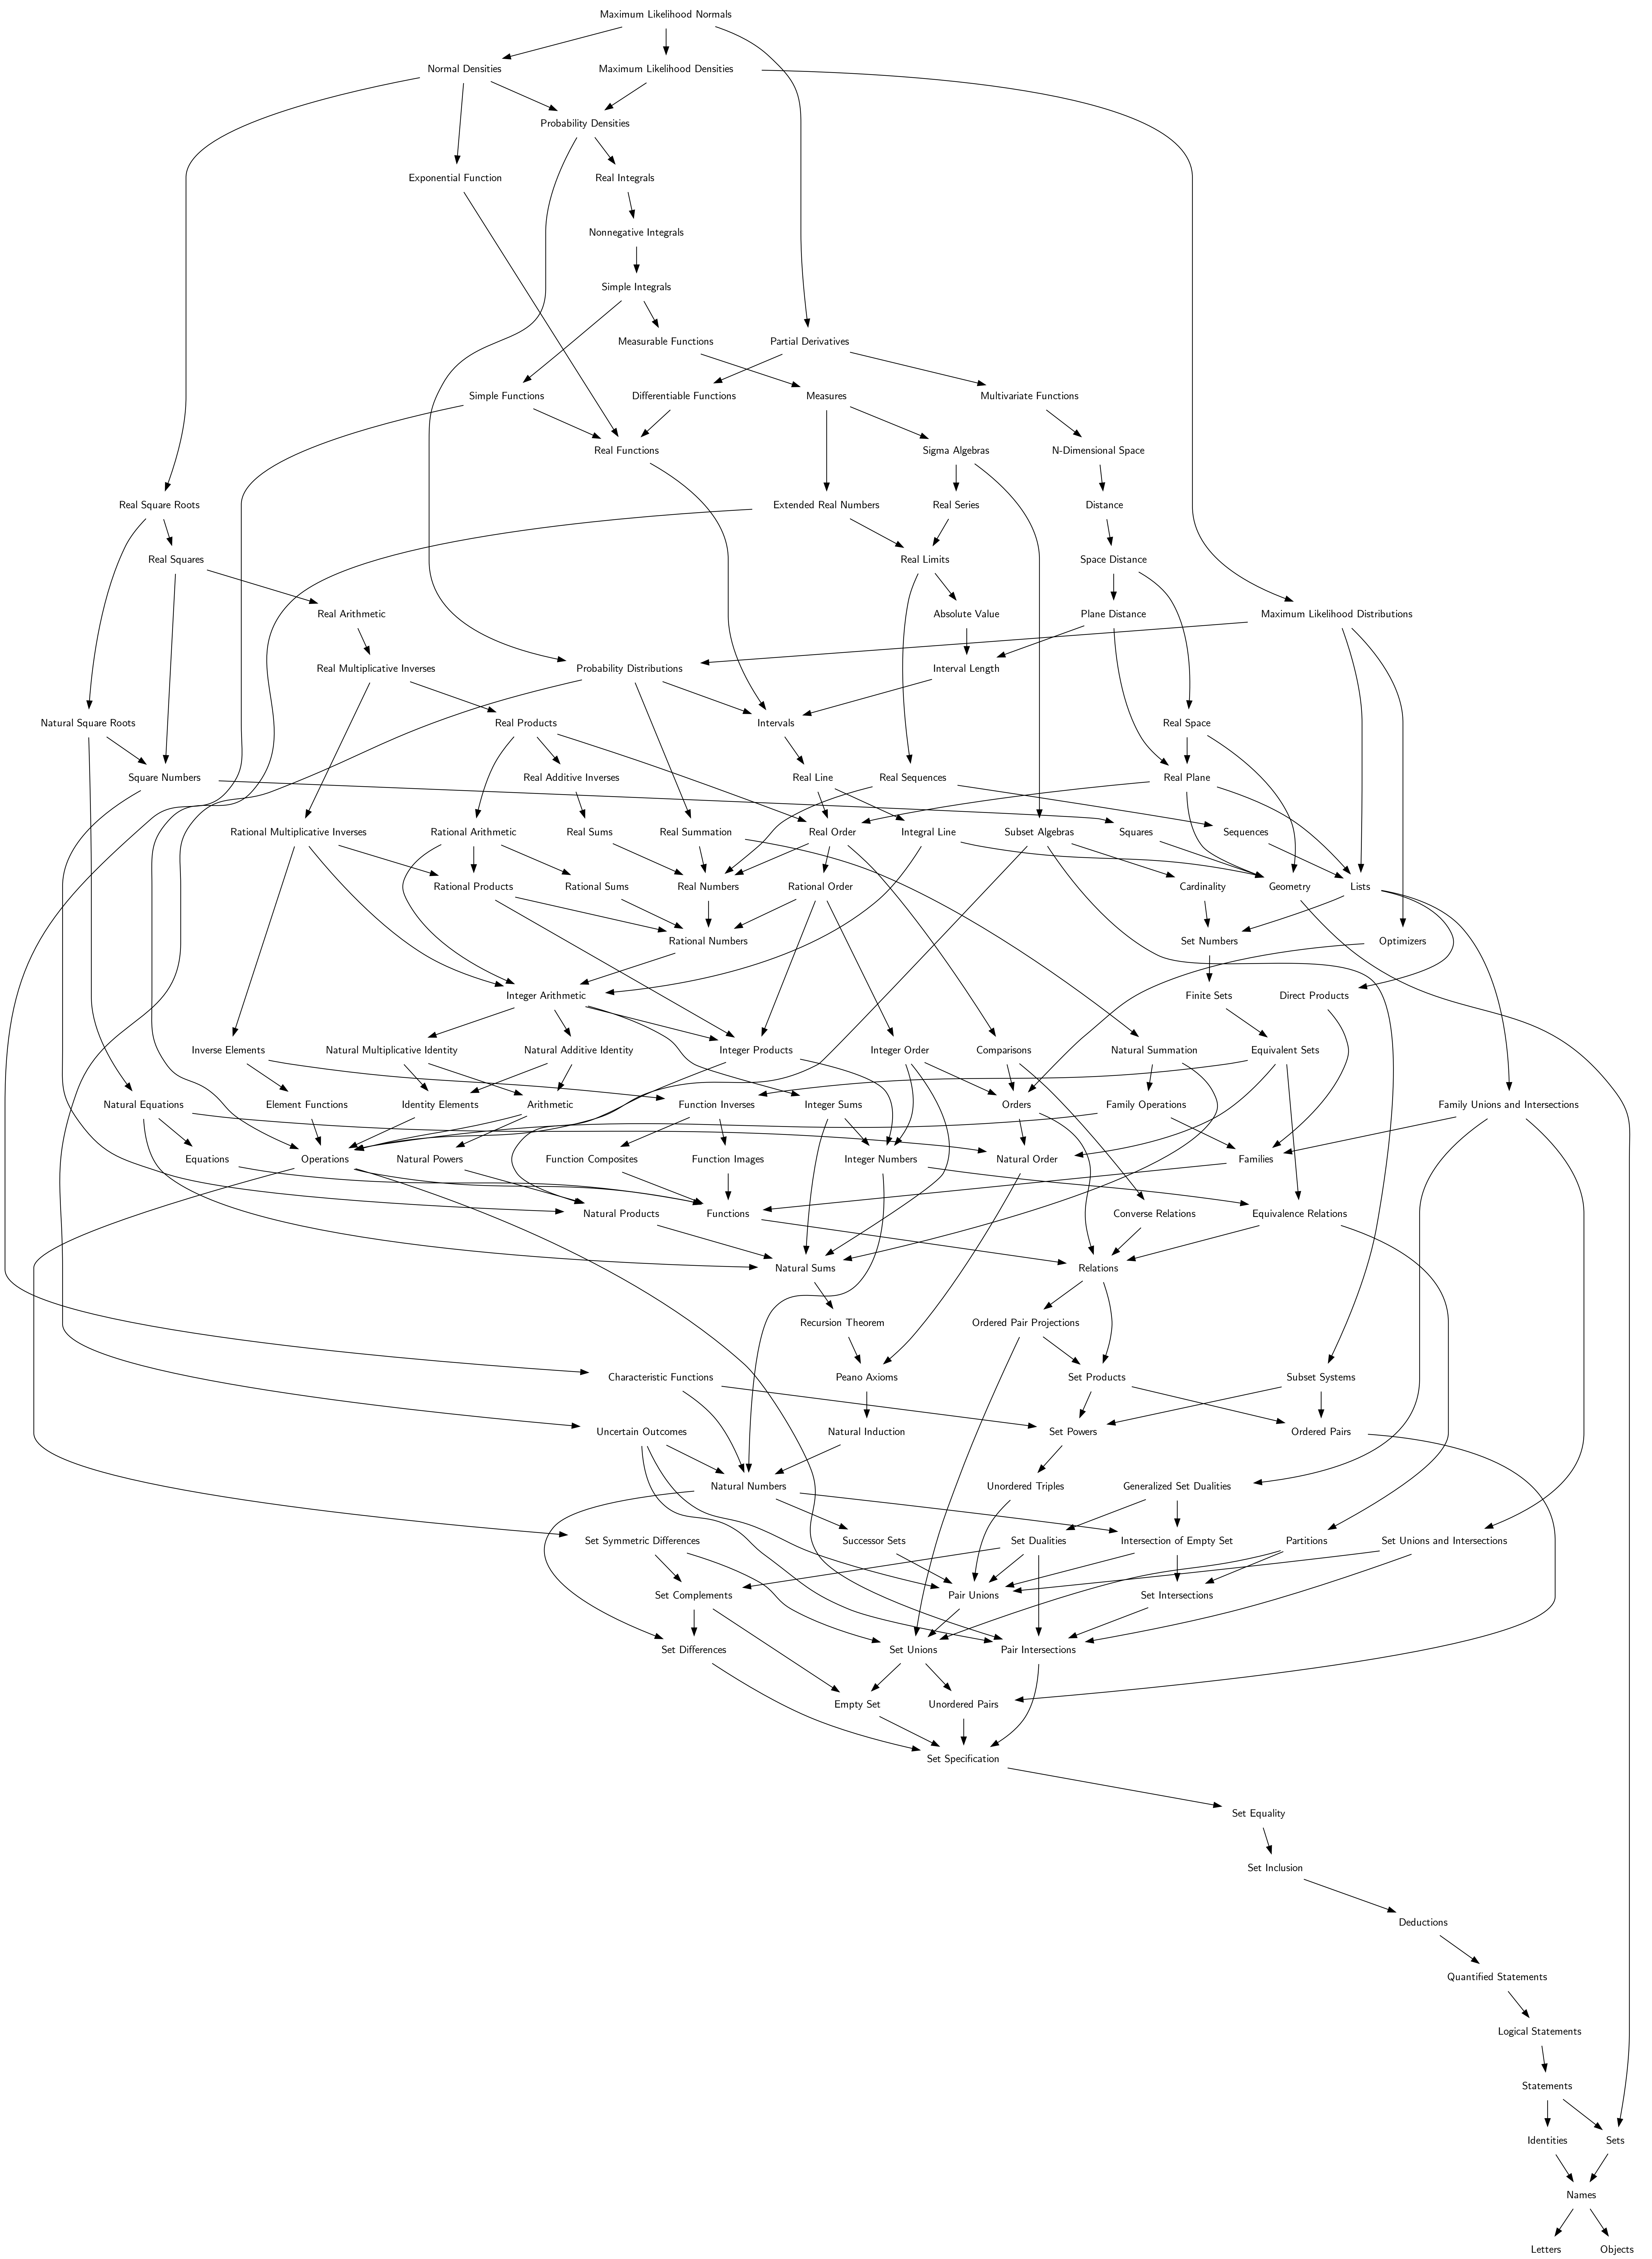 Maximum Likelihood Normals
Normal Densities
Maximum Likelihood Densities
Probability Densities
Exponential Function
Real Integrals
Nonnegative Integrals
Simple Integrals
Measurable Functions
Partial Derivatives
Simple Functions
Differentiable Functions
Measures
Multivariate Functions
Real Functions
Sigma Algebras
N-Dimensional Space
Real Square Roots
Extended Real Numbers
Real Series
Distance
Real Squares
Real Limits
Space Distance
Real Arithmetic
Absolute Value
Plane Distance
Maximum Likelihood Distributions
Real Multiplicative Inverses
Probability Distributions
Interval Length
Natural Square Roots
Real Products
Intervals
Real Space
Square Numbers
Real Additive Inverses
Real Line
Real Sequences
Real Plane
Rational Multiplicative Inverses
Rational Arithmetic
Real Sums
Real Summation
Real Order
Integral Line
Subset Algebras
Squares
Sequences
Rational Products
Rational Sums
Real Numbers
Rational Order
Cardinality
Geometry
Lists
Rational Numbers
Set Numbers
Optimizers
Integer Arithmetic
Finite Sets
Direct Products
Inverse Elements
Natural Multiplicative Identity
Natural Additive Identity
Integer Products
Integer Order
Comparisons
Natural Summation
Equivalent Sets
Natural Equations
Element Functions
Identity Elements
Arithmetic
Function Inverses
Integer Sums
Orders
Family Operations
Family Unions and Intersections
Equations
Operations
Natural Powers
Function Composites
Function Images
Integer Numbers
Natural Order
Families
Natural Products
Functions
Converse Relations
Equivalence Relations
Natural Sums
Relations
Recursion Theorem
Ordered Pair Projections
Characteristic Functions
Peano Axioms
Set Products
Subset Systems
Uncertain Outcomes
Natural Induction
Set Powers
Ordered Pairs
Natural Numbers
Unordered Triples
Generalized Set Dualities
Set Symmetric Differences
Successor Sets
Set Dualities
Intersection of Empty Set
Partitions
Set Unions and Intersections
Set Complements
Pair Unions
Set Intersections
Set Differences
Set Unions
Pair Intersections
Empty Set
Unordered Pairs
Set Specification
Set Equality
Set Inclusion
Deductions
Quantified Statements
Logical Statements
Statements
Identities
Sets
Names
Letters
Objects